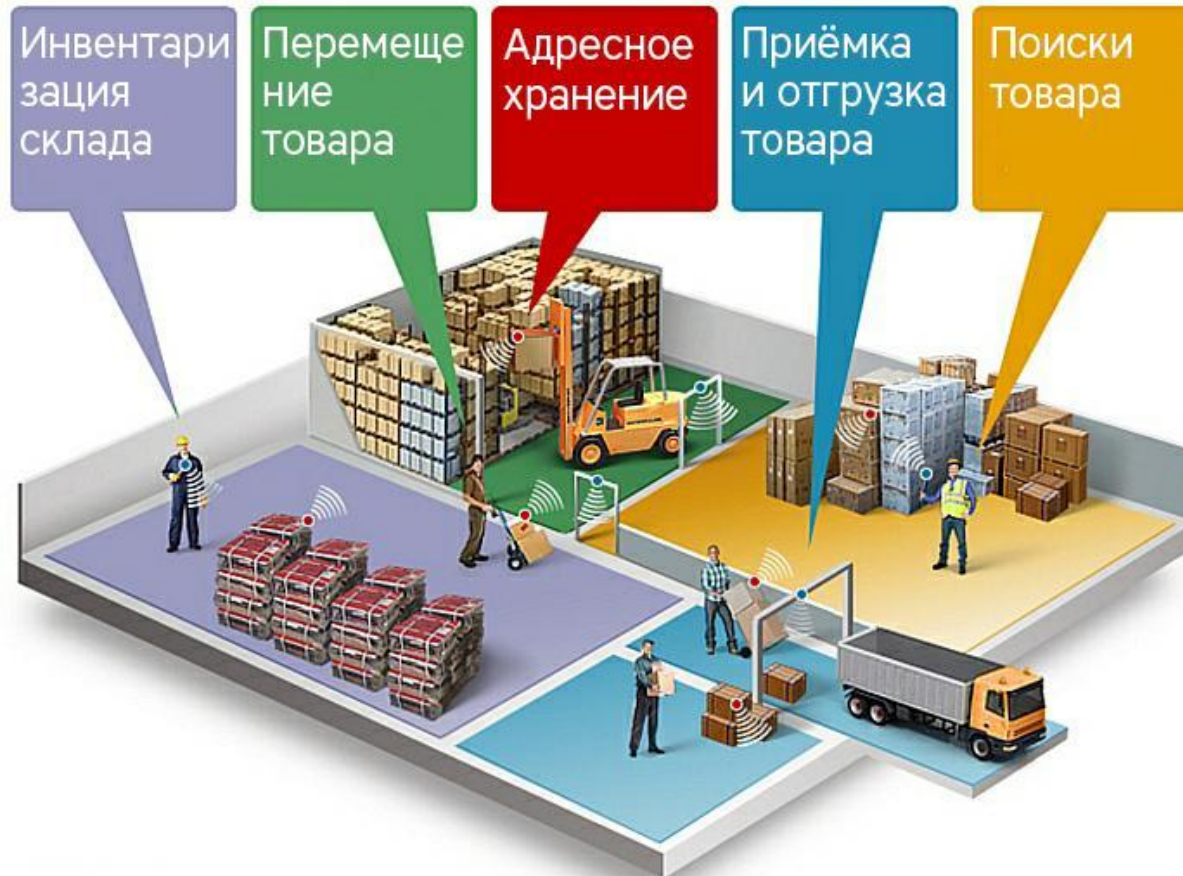 Инвентари
зация
склада
Перемеще
ние
товара
Адресное
хранение
Приёмка
и отгрузка
товара
Поиски
товара